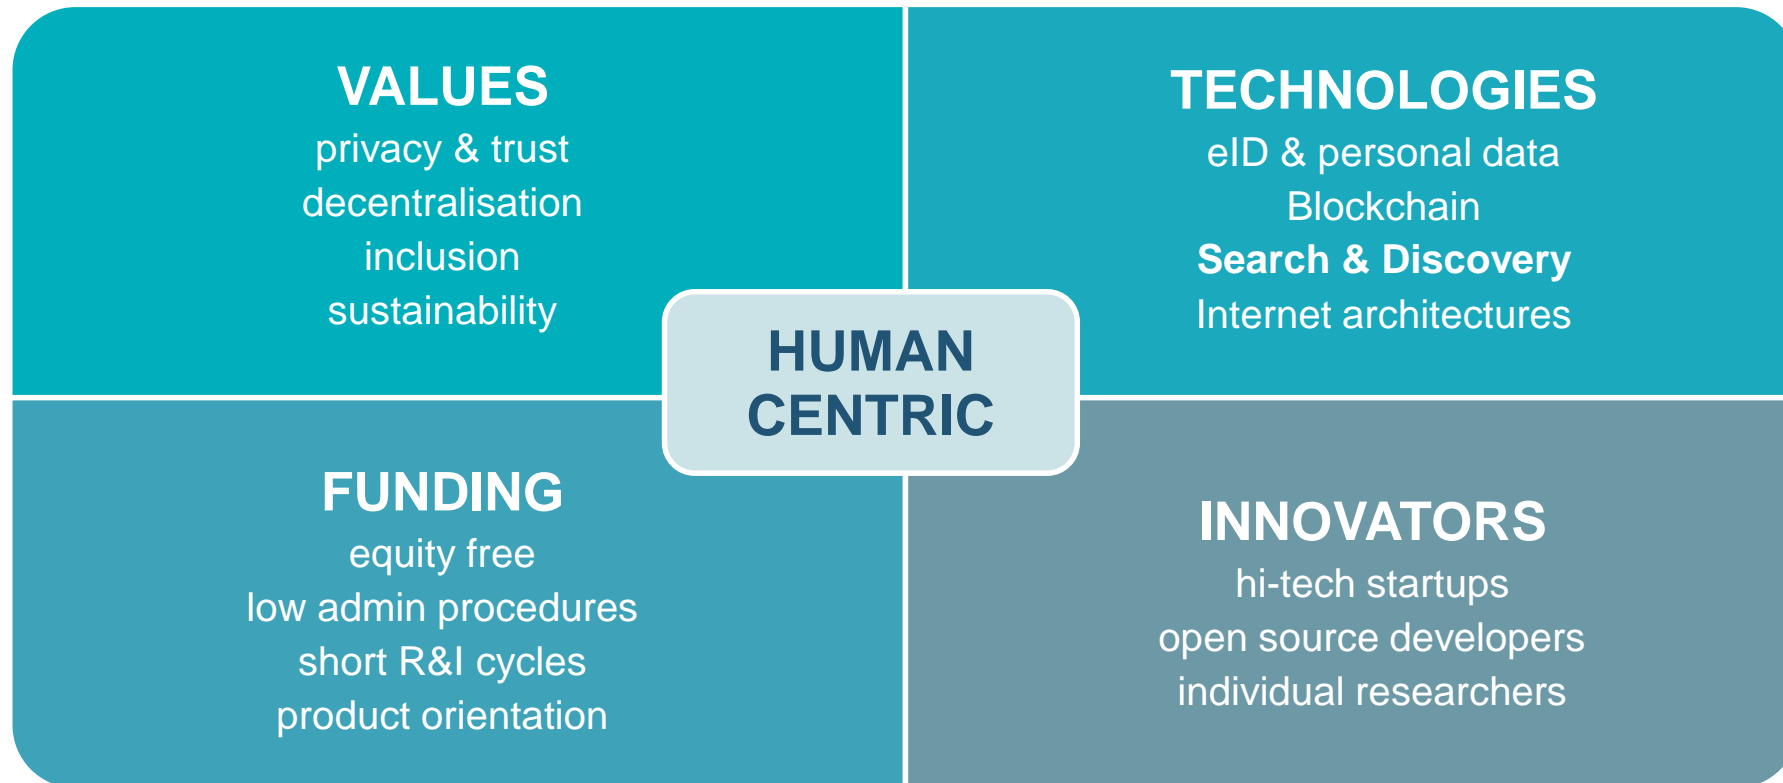 VALUES
privacy & trust
decentralisation
inclusion
sustainability
TECHNOLOGIES
eID & personal data
Blockchain
Search & Discovery
Internet architectures
HUMAN
CENTRIC
FUNDING
equity free
low admin procedures
short R&I cycles
product orientation
INNOVATORS
hi-tech startups
open source developers
individual researchers